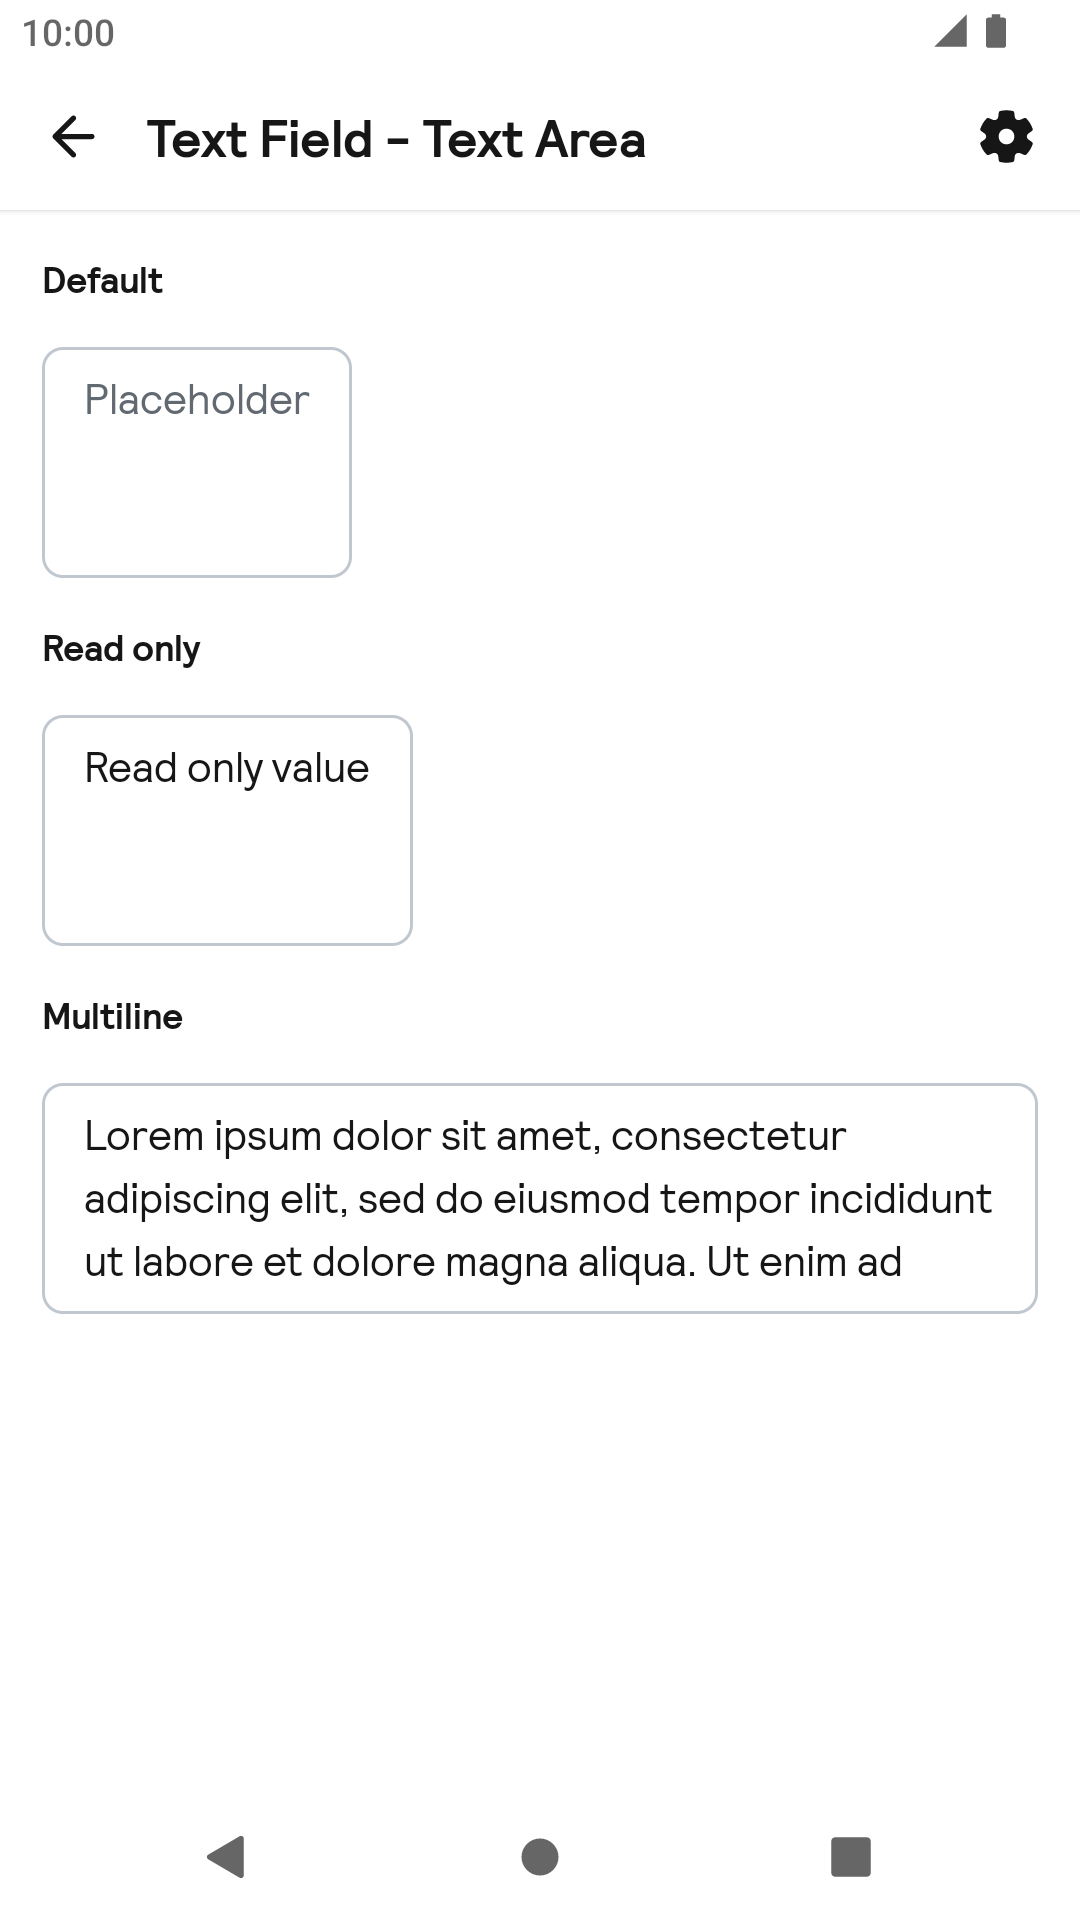 10:00
Text Field - Text Area
Default
Placeholder
Read only
Read only value
Multiline
Lorem ipsum dolor sit amet, consectetur
adipiscing elit, sed do eiusmod tempor incididunt
ut labore et dolore magna aliqua. Ut enim ad